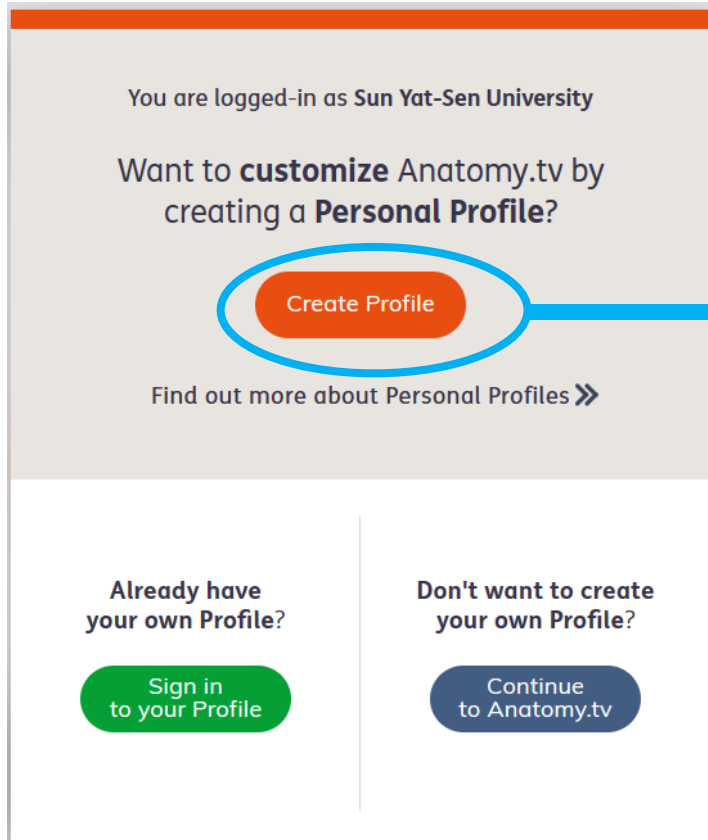 You are logged-in as Sun Yat-Sen University
Want to customize Anatomy.tv by
creating a Personal Profile?
Create Profile
Find out more about Personal Profiles
Already have
your own Profile?
Sign in
to your Profile
Don't want to create
your own Profile?
Continue
to Anatomy.tv